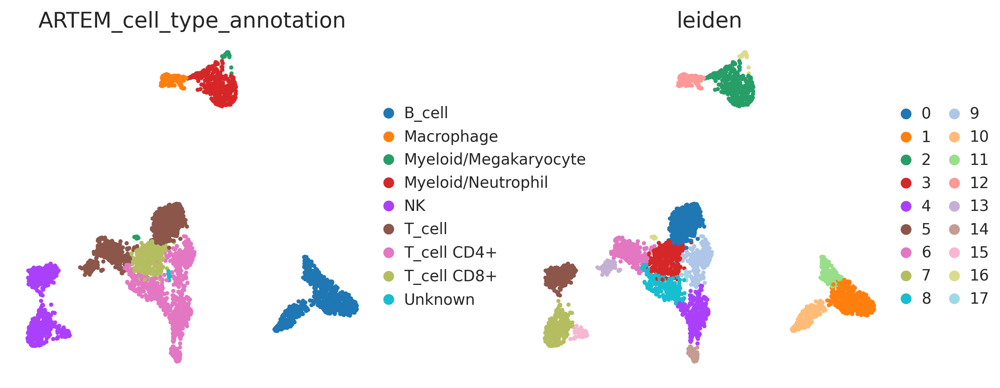 ARTEM_cell_type_annotation
B_cell
Macrophage
Myeloid/Megakaryocyte
Myeloid/Neutrophil
NK
T_cell
T_cell CD4+
T_cell CD8+
Unknown
leiden
0
1
2
3
4
5
6
7
8
9
10
11
12
13
14
15
16
17